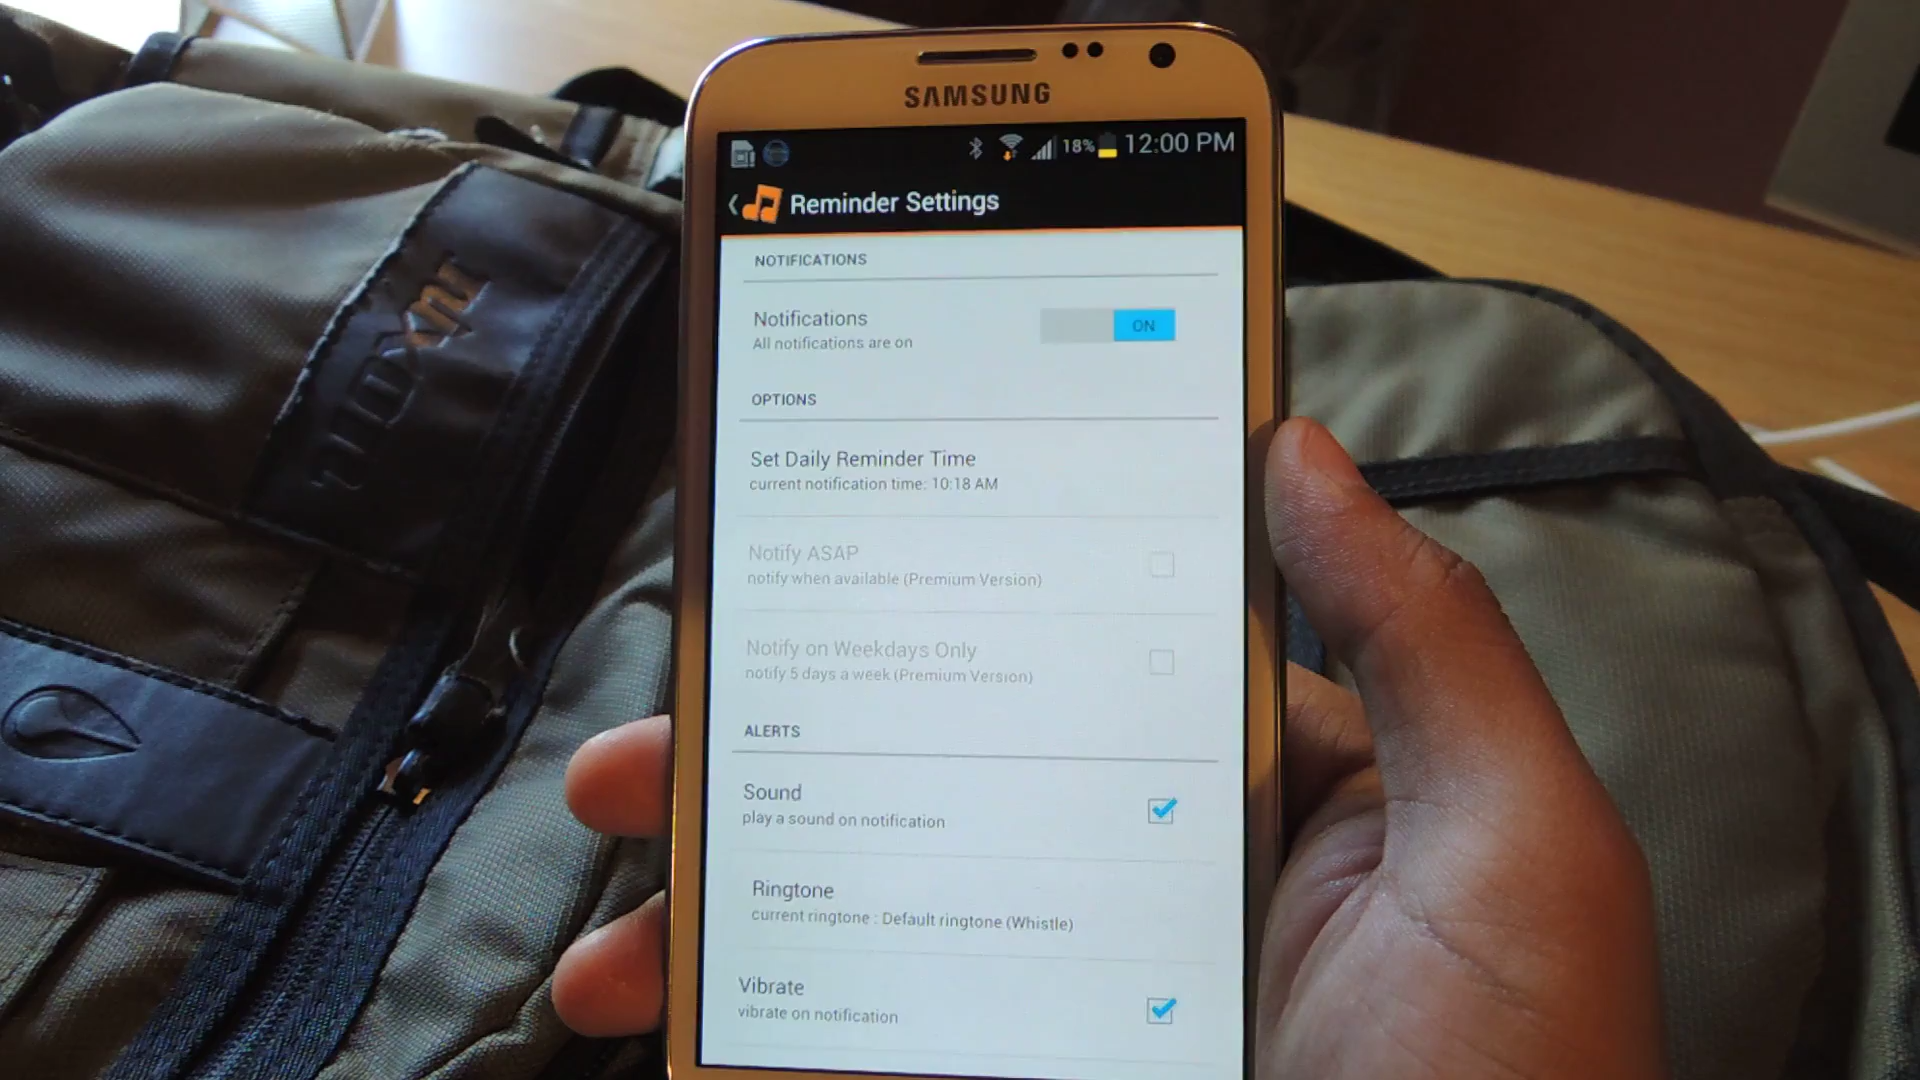 SAMSUNG
18% 12:00 PM
Reminder Settings
NOTIFICATIONS
Notifications
ON
All notifications are on
OPTIONS
Set Daily Reminder Time
current notification time: 10:18 AM
Notify ASAP
notify when available (Premium Version)
Notify on Weekdays Only
notify 5 days a week (Premium Version)
ALERTS
Sound
play a sound on notification
Ringtone
current ringtone : Default ringtone (Whistle)
Vibrate
vibrate on notification
nixon